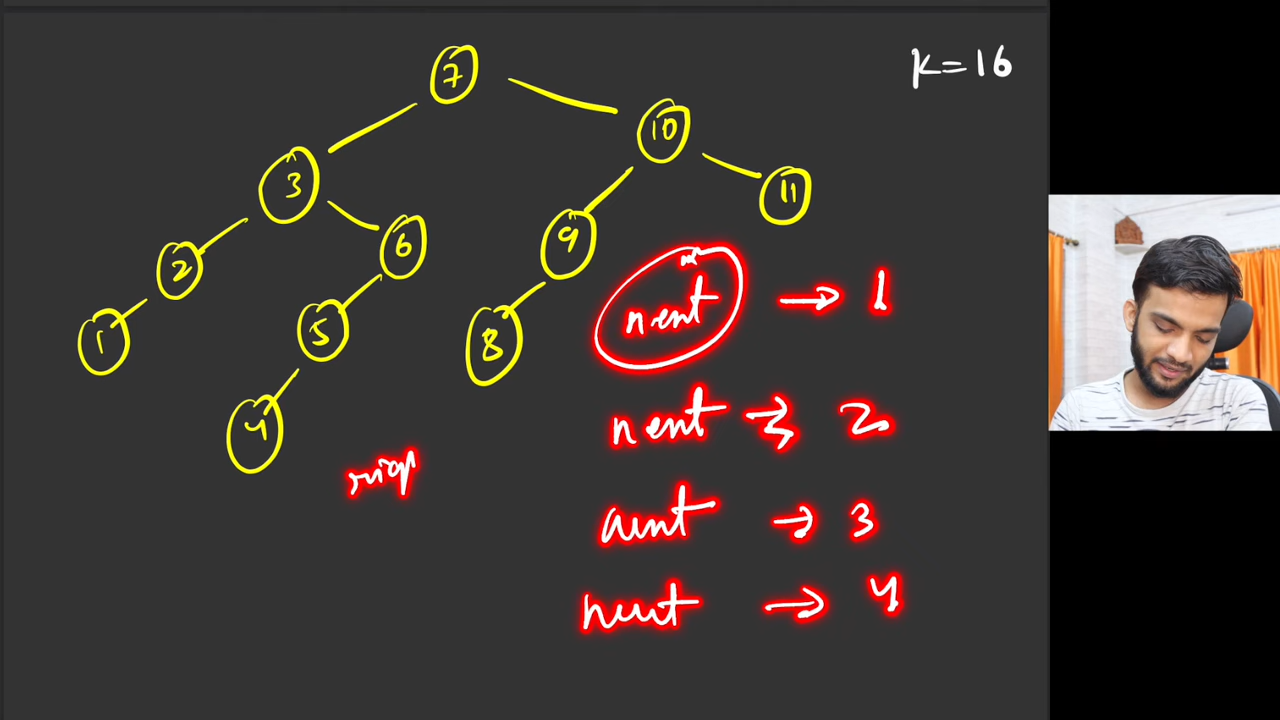 K=16
7
10
3
11
2
6
9
1
5
8
4
next → 1
next → 2
next → 3
next → 4